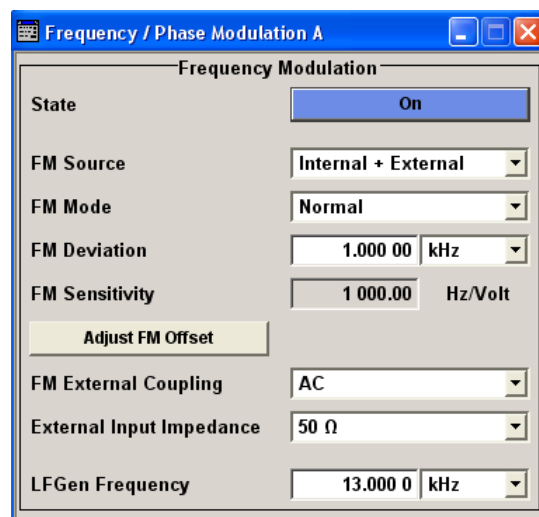 Frequency / Phase Modulation A
Frequency Modulation
State On
FM Source Internal + External
FM Mode Normal
FM Deviation 1.000 00 kHz
FM Sensitivity 1 000.00 Hz/Volt
Adjust FM Offset
FM External Coupling AC
External Input Impedance 50 Ω
LFGen Frequency 13.000 0 kHz